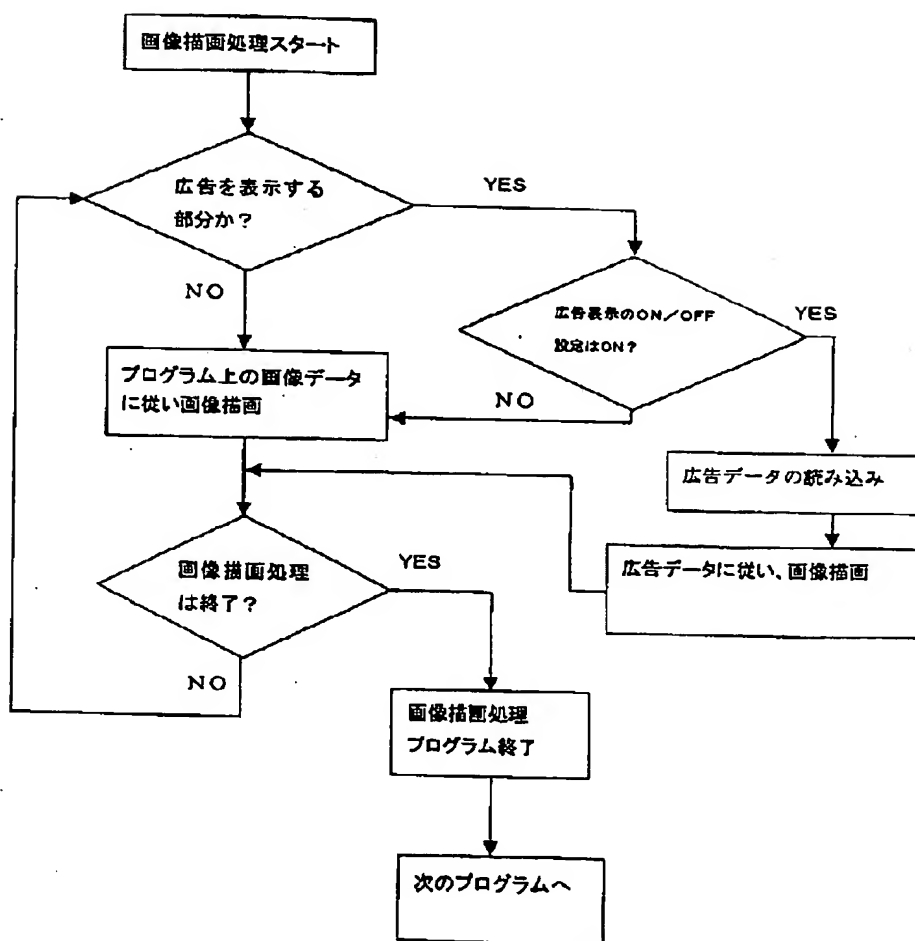 画像描画処理スタート
広告を表示する
部分か?
YES
NO
広告表示のON/OFF
設定はON?
YES
NO
プログラム上の画像データ
に従い画像描画
広告データの読み込み
広告データに従い、画像描画
画像描画処理
は終了?
YES
NO
画像描画処理
プログラム終了
次のプログラムへ